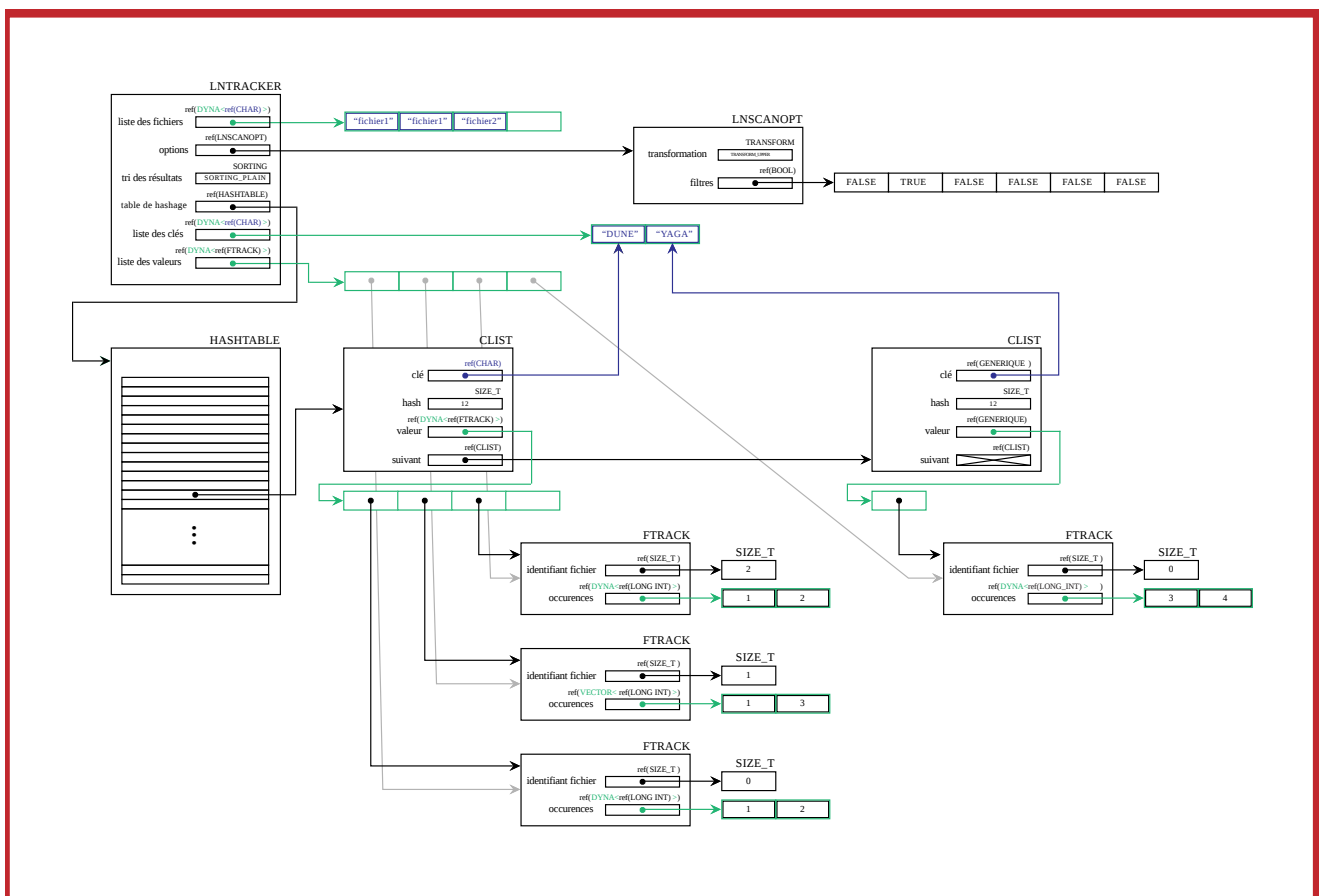 LNTRACKER
ref(DYNA<ref(CHAR) >)
liste des fichiers
ref(LNSCANOPT)
options
SORTING
tri des résultats SORTING_PLAIN
ref(HASHTABLE)
table de hashage
ref(DYNA<ref(CHAR) >)
liste des clés
ref(DYNA<ref(FTRACK) >)
liste des valeurs
“fichier1” “fichier1” “fichier2”
LNSCANOPT
TRANSFORM
transformation TRANSFORM_UPPER
ref(BOOL)
filtres
FALSE TRUE FALSE FALSE FALSE FALSE
“DUNE” “YAGA”
HASHTABLE
CLIST
ref(CHAR)
clé
SIZE_T
hash 12
ref(DYNA<ref(FTRACK) >)
valeur
ref(CLIST)
suivant
CLIST
ref( GENERIQUE )
clé
SIZE_T
hash 12
ref(GENERIQUE)
valeur
ref(CLIST)
suivant
FTRACK
ref(SIZE_T )
identifiant fichier
ref(DYNA<ref(LONG INT) >)
occurences
SIZE_T
2
1 2
FTRACK
ref(SIZE_T )
identifiant fichier
ref(DYNA<ref(LONG_INT) > )
occurences
SIZE_T
0
3 4
FTRACK
ref(SIZE_T )
identifiant fichier
ref(VECTOR< ref(LONG INT) >)
occurences
SIZE_T
1
1 3
FTRACK
ref(SIZE_T )
identifiant fichier
ref(DYNA<ref(LONG INT) >)
occurences
SIZE_T
0
1 2